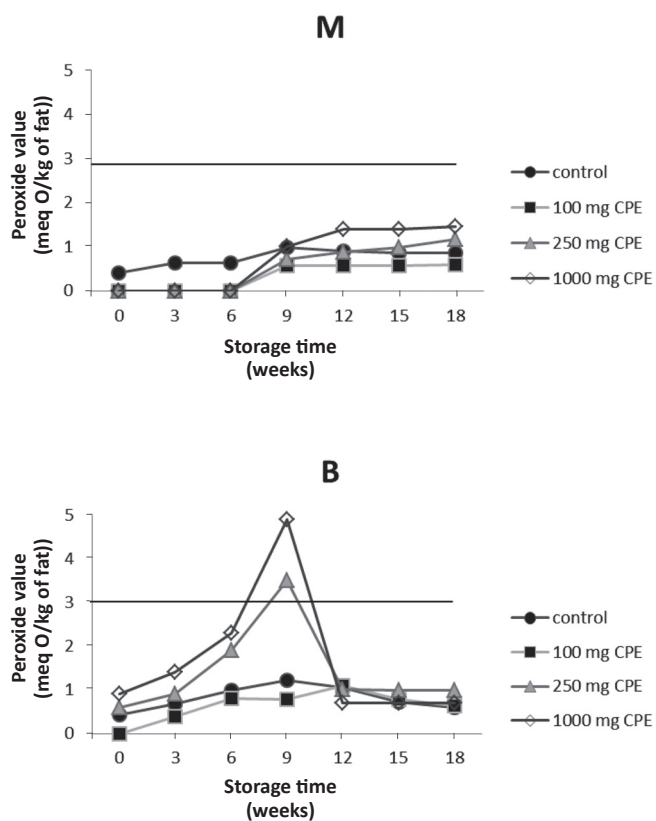 M
5
4
3
2
1
0
Peroxide value
(meq O/kg of fat))
0 3 6 9 12 15 18
Storage time
(weeks)
control
100 mg CPE
250 mg CPE
1000 mg CPE
B
5
4
3
2
1
0
Peroxide value
(meq O/kg of fat))
0 3 6 9 12 15 18
Storage time
(weeks)
control
100 mg CPE
250 mg CPE
1000 mg CPE